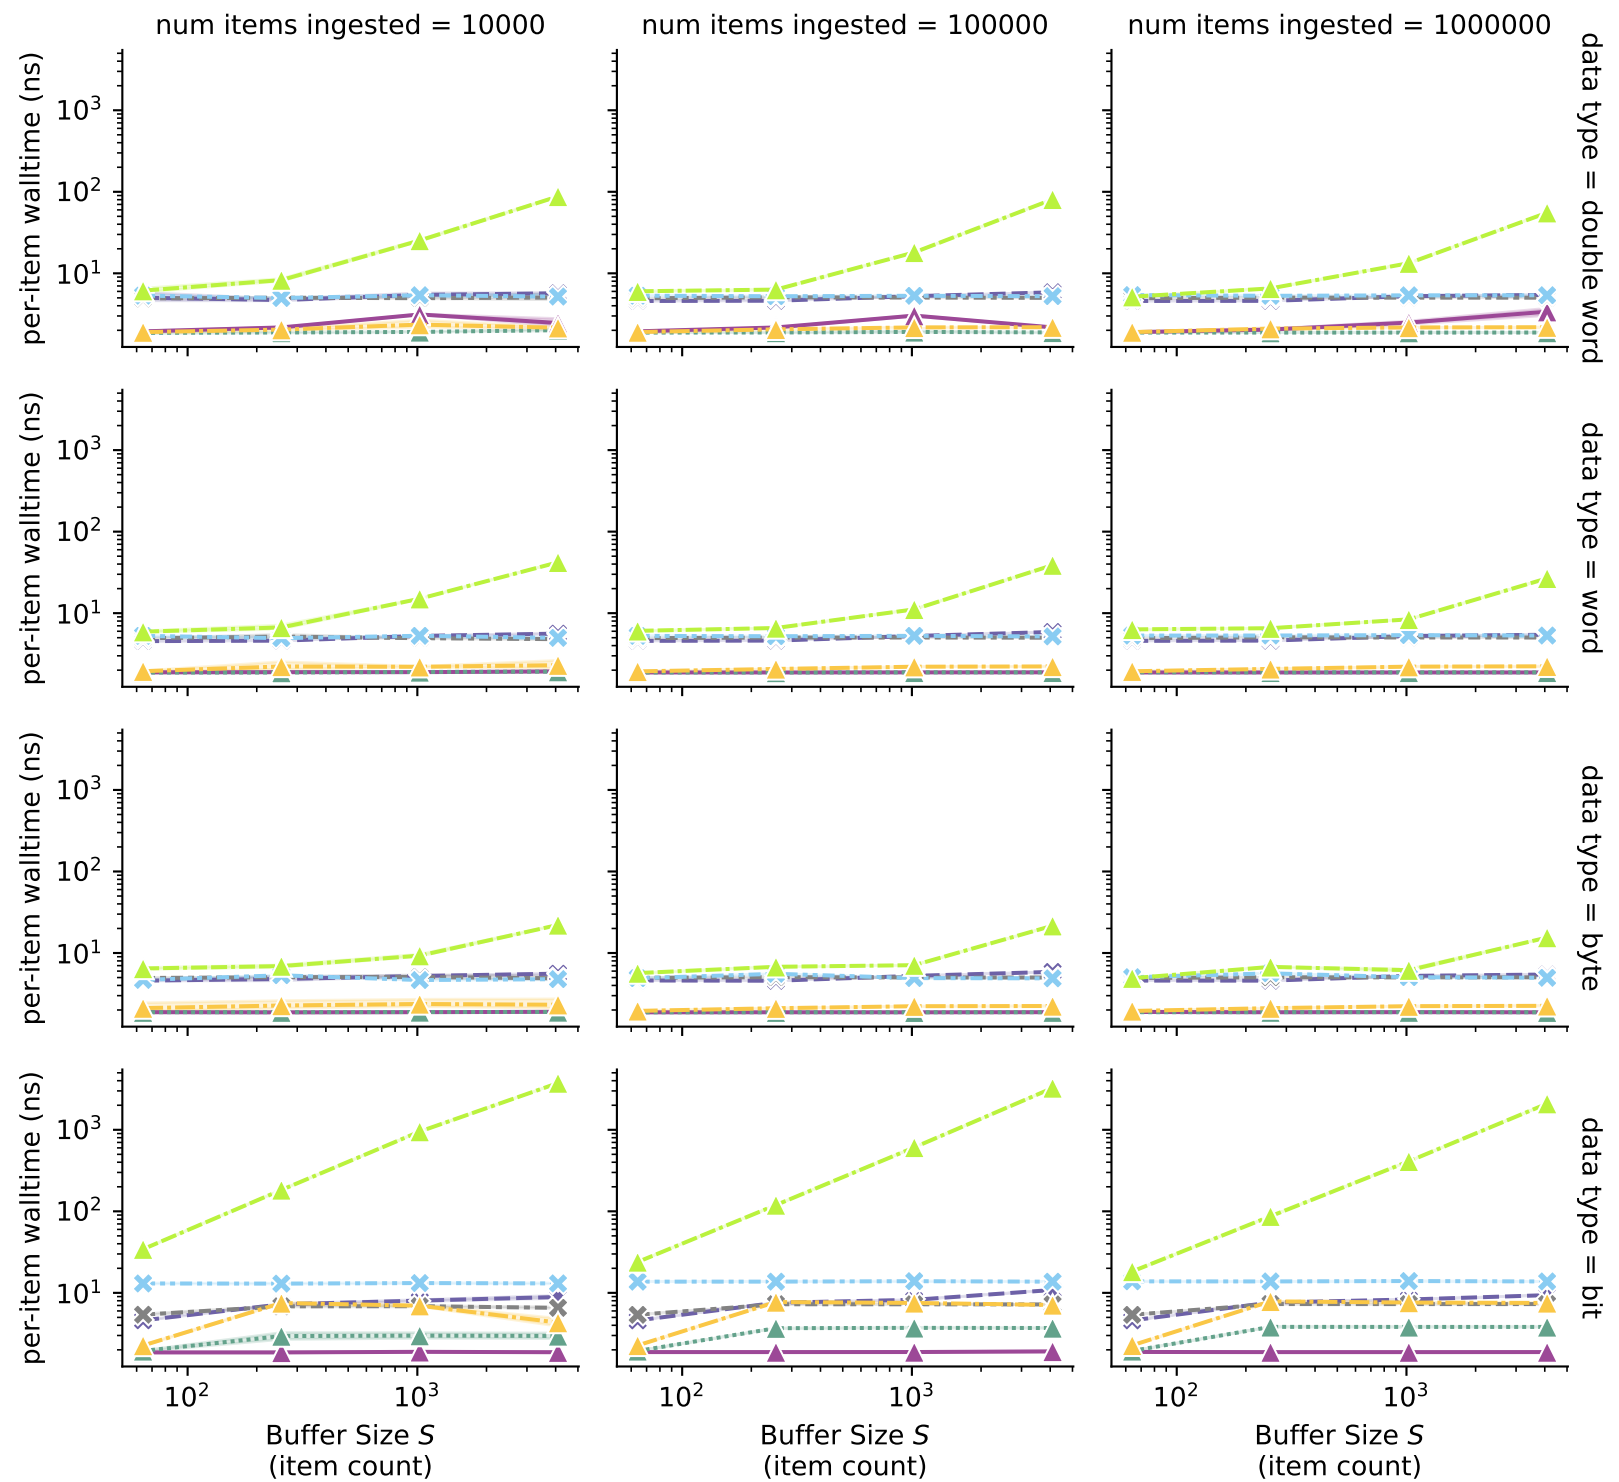 num items ingested = 10000
num items ingested = 100000
num items ingested = 1000000
per-item walltime (ns)
10³
10²
10¹
data type = double word
per-item walltime (ns)
10³
10²
10¹
data type = word
per-item walltime (ns)
10³
10²
10¹
data type = byte
per-item walltime (ns)
10³
10²
10¹
data type = bit
10² 10³ 10² 10³ 10² 10³
Buffer Size S
(item count)
Buffer Size S
(item count)
Buffer Size S
(item count)